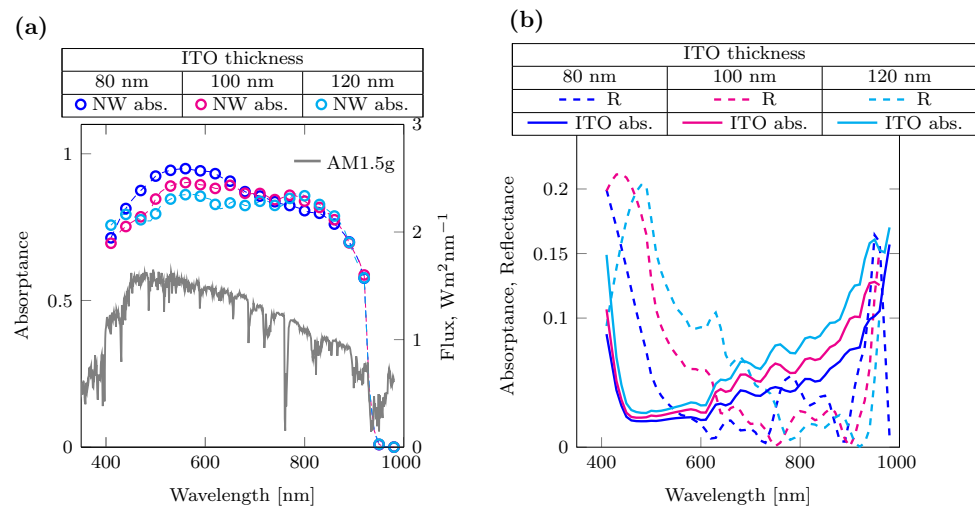 (a)
ITO thickness
80 nm 100 nm 120 nm
NW abs. NW abs. NW abs.
AM1.5g
Absorptance
0 0.5 1
Flux, Wm²nm⁻¹
0 1 2 3
400 600 800 1000
Wavelength [nm]
(b)
ITO thickness
80 nm 100 nm 120 nm
R R R
ITO abs. ITO abs. ITO abs.
Absorptance, Reflectance
0 0.05 0.1 0.15 0.2
400 600 800 1000
Wavelength [nm]